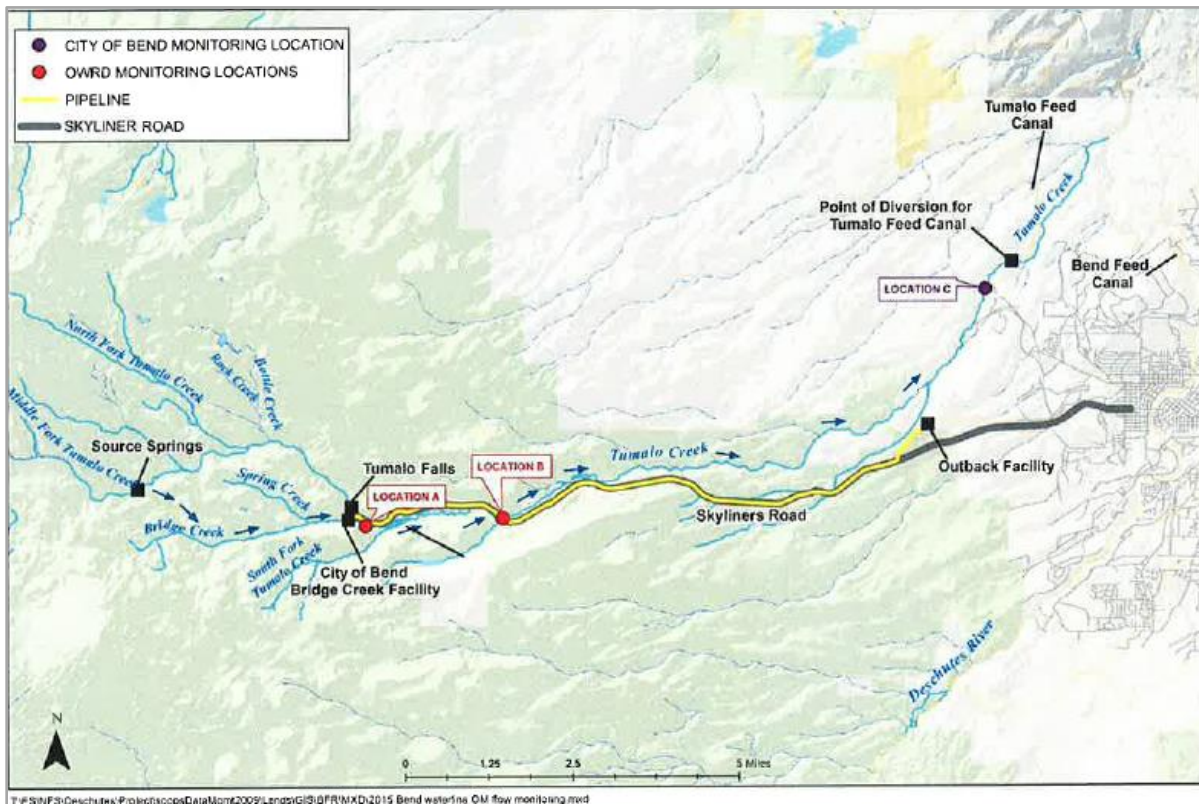 CITY OF BEND MONITORING LOCATION
OWRD MONITORING LOCATIONS
PIPELINE
SKYLINER ROAD
Tumalo Feed
Canal
Point of Diversion for
Tumalo Feed Canal
Tumalo Creek
Bend Feed
Canal
LOCATION C
North Fork Tumalo Creek
Rock Creek
Bottle Creek
Middle Fork Tumalo Creek
Source Springs
Spring Creek
Tumalo Falls
LOCATION A
LOCATION B
Tumalo Creek
Outback Facility
Bridge Creek
South Fork
Tumalo Creek
City of Bend
Bridge Creek Facility
Skyliners Road
Deschutes River
N
0 1.25 2.5 5 Miles